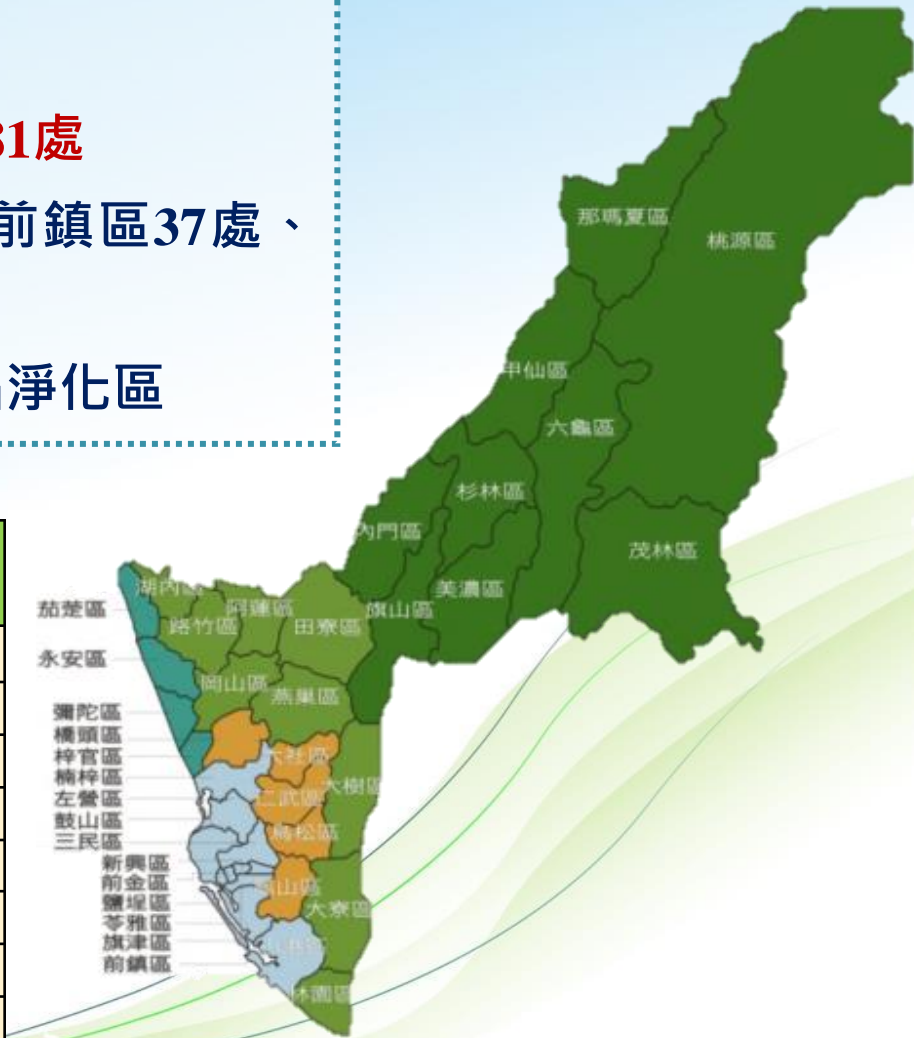 81處
前鎮區37處、
淨化區
那瑪夏區
桃源區
甲仙區
六龜區
杉林區
內門區
茂林區
美濃區
旗山區
湖內區
阿蓮區
路竹區
田寮區
茄萣區
永安區
岡山區
燕巢區
彌陀區
橋頭區
梓官區
楠梓區
左營區
鼓山區
三民區
新興區
前金區
鹽埕區
苓雅區
旗津區
前鎮區
大社區
大樹區
仁武區
鳥松區
鳳山區
大寮區
林園區